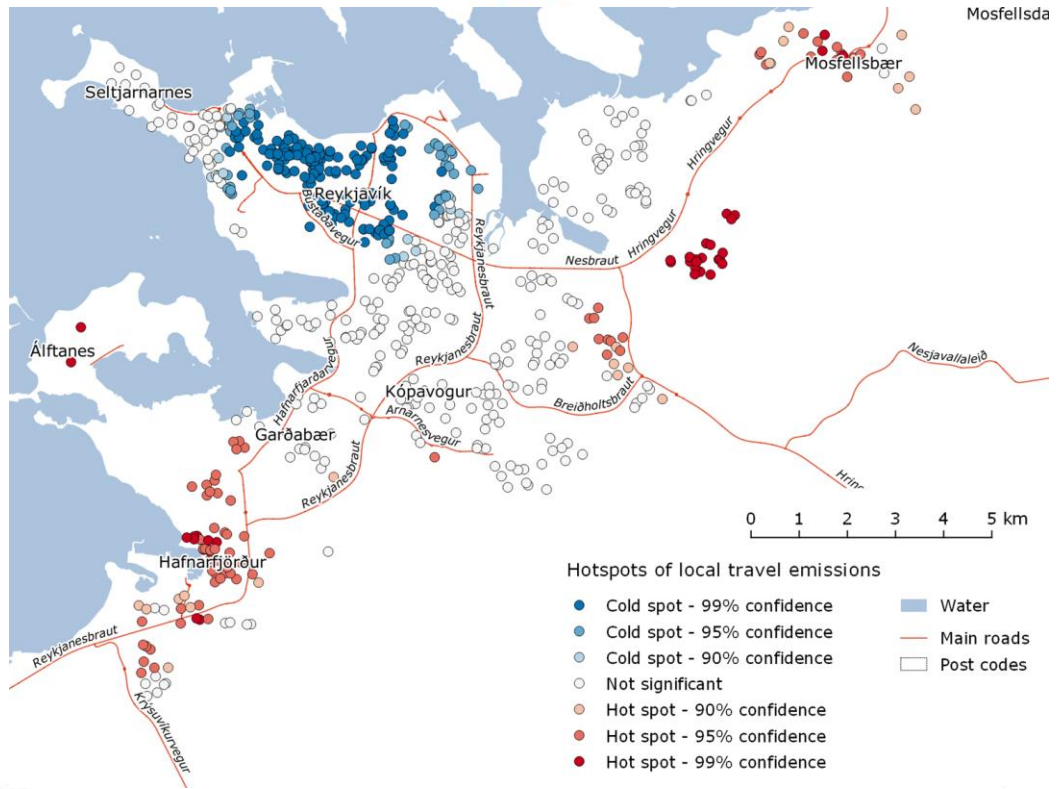 Mosfellsda
Mosfellsbær
Seltjarnarnes
Hringvegur
Reykjavík
Bústaðavegur
Reykjanesbraut
Hringvegur
Nesbraut
Álftanes
Hafnarfjarðarvegur
Reykjanesbraut
Nesjavallaleið
Kópavogur
Breiðholtsbraut
Arnarnesvegur
Garðabær
Reykjanesbraut
Hring
Hafnarfjörður
Reykjanesbraut
Krýsuvíkurvegur
0 1 2 3 4 5 km
Hotspots of local travel emissions
Cold spot - 99% confidence
Cold spot - 95% confidence
Cold spot - 90% confidence
Not significant
Hot spot - 90% confidence
Hot spot - 95% confidence
Hot spot - 99% confidence
Water
Main roads
Post codes